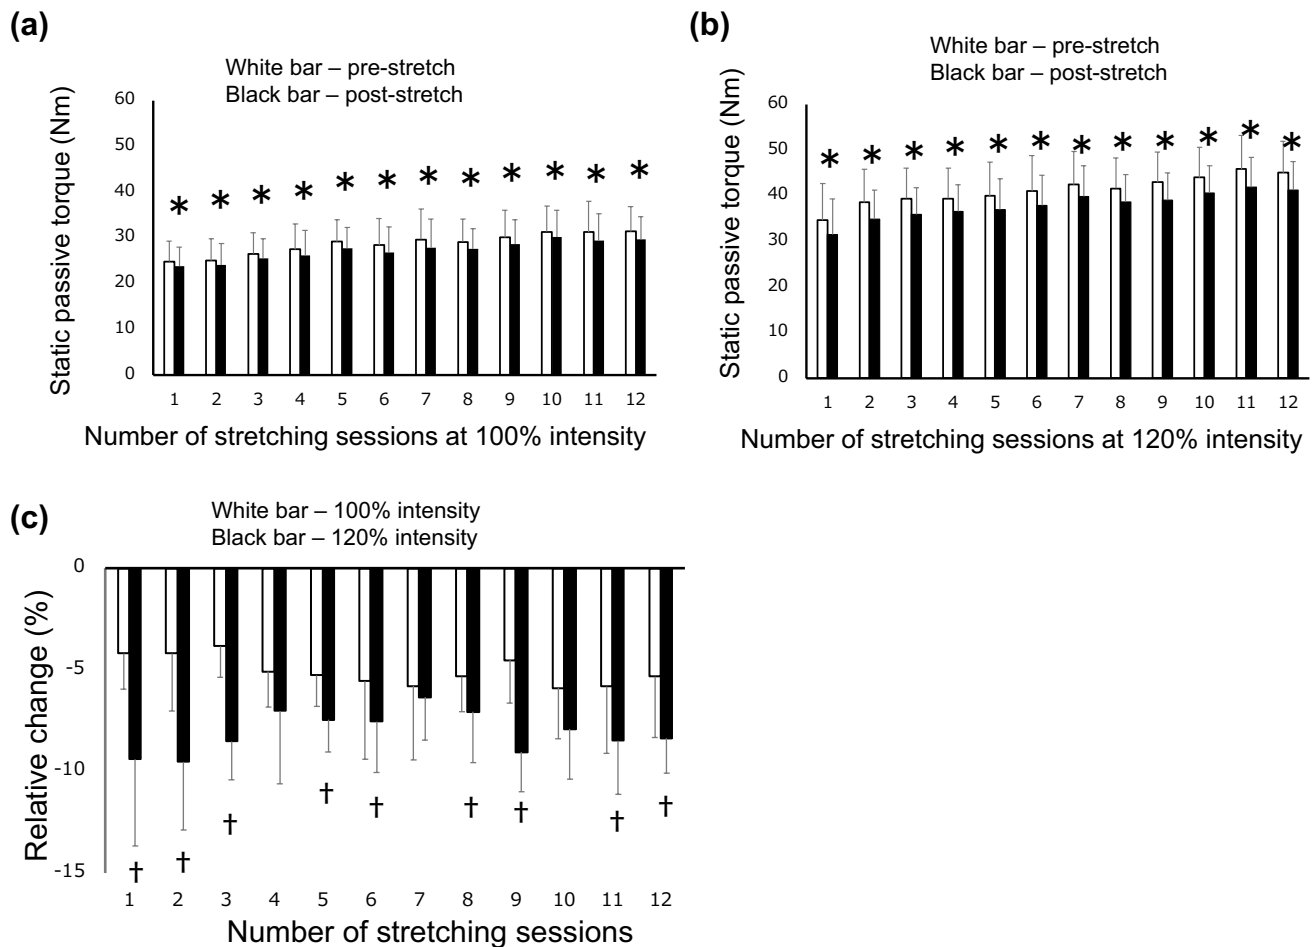 (a)
White bar – pre-stretch
Black bar – post-stretch
Static passive torque (Nm)
60
50
40
30
20
10
0
* * * * * * * * * * * *
1 2 3 4 5 6 7 8 9 10 11 12
Number of stretching sessions at 100% intensity
(b)
White bar – pre-stretch
Black bar – post-stretch
Static passive torque (Nm)
60
50
40
30
20
10
0
* * * * * * * * * * * *
1 2 3 4 5 6 7 8 9 10 11 12
Number of stretching sessions at 120% intensity
(c)
White bar – 100% intensity
Black bar – 120% intensity
Relative change (%)
0
-5
-10
-15
† † † † † † † † †
1 2 3 4 5 6 7 8 9 10 11 12
Number of stretching sessions